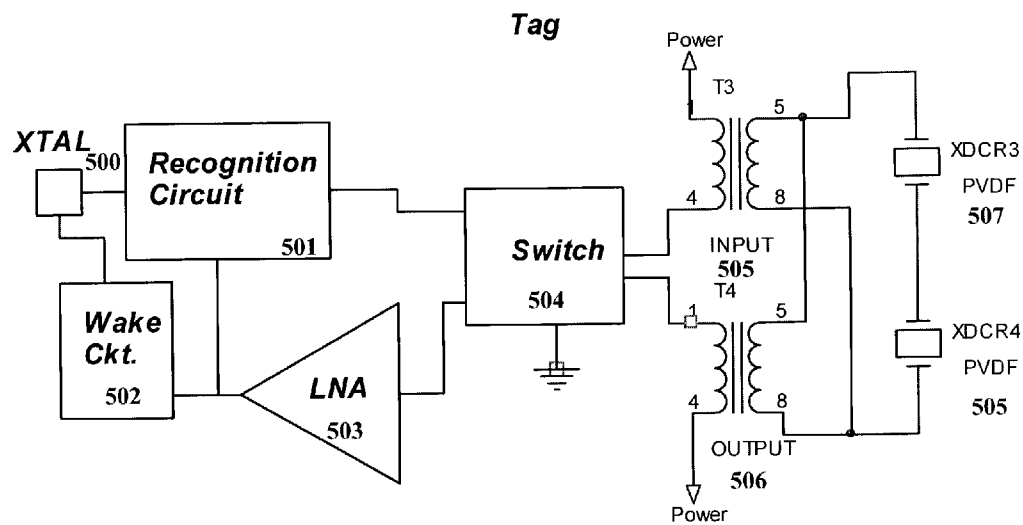 Tag
Power
T3
1
5
XTAL
500
Recognition
Circuit
501
XDCR3
PVDF
507
4
8
Switch
504
INPUT
505
T4
1
5
Wake
Ckt.
502
LNA
503
XDCR4
PVDF
505
4
8
OUTPUT
506
Power